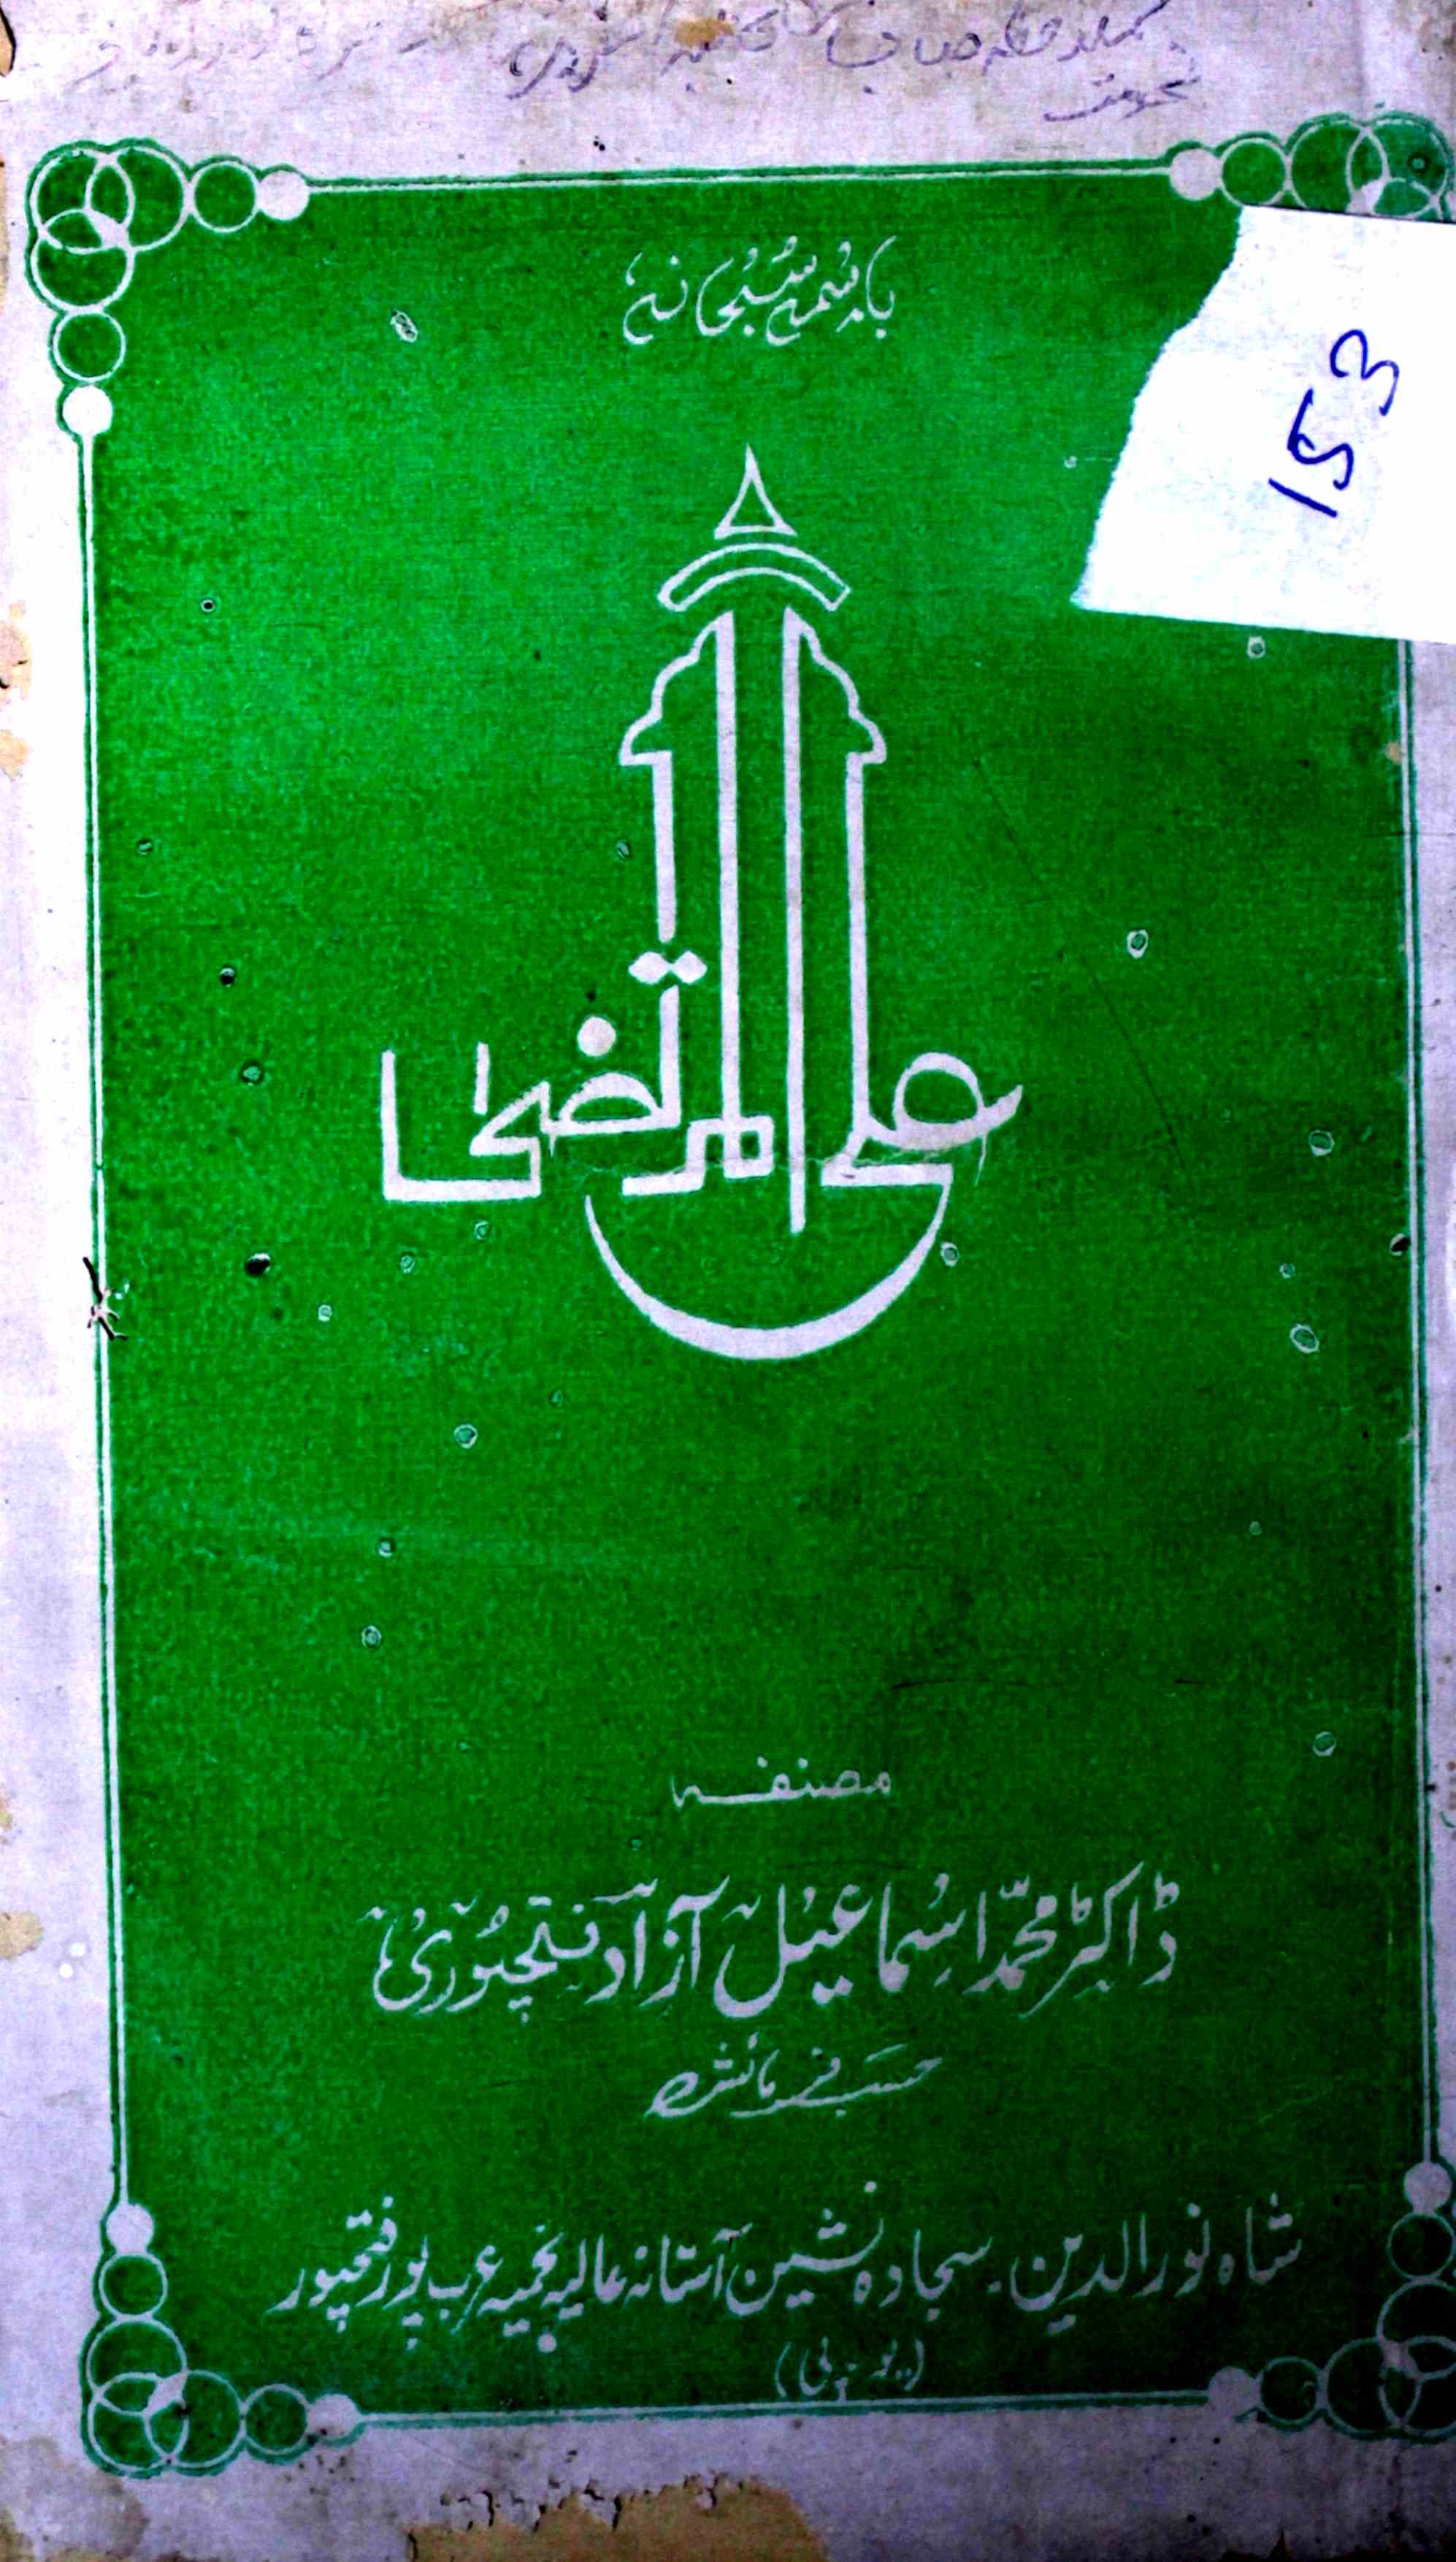 باسمہ سبحانہٗ
153
علی المرتضیٰ
مصنفہ
ڈاکٹر محمّد اسماعیل آزاد فتحپوری
حسب فرمائش
شاہ نورالدین۔ سجادہ نشین آستانہ عالیہ نجمیہ عرب پور فتحپور
(یو۔پی)